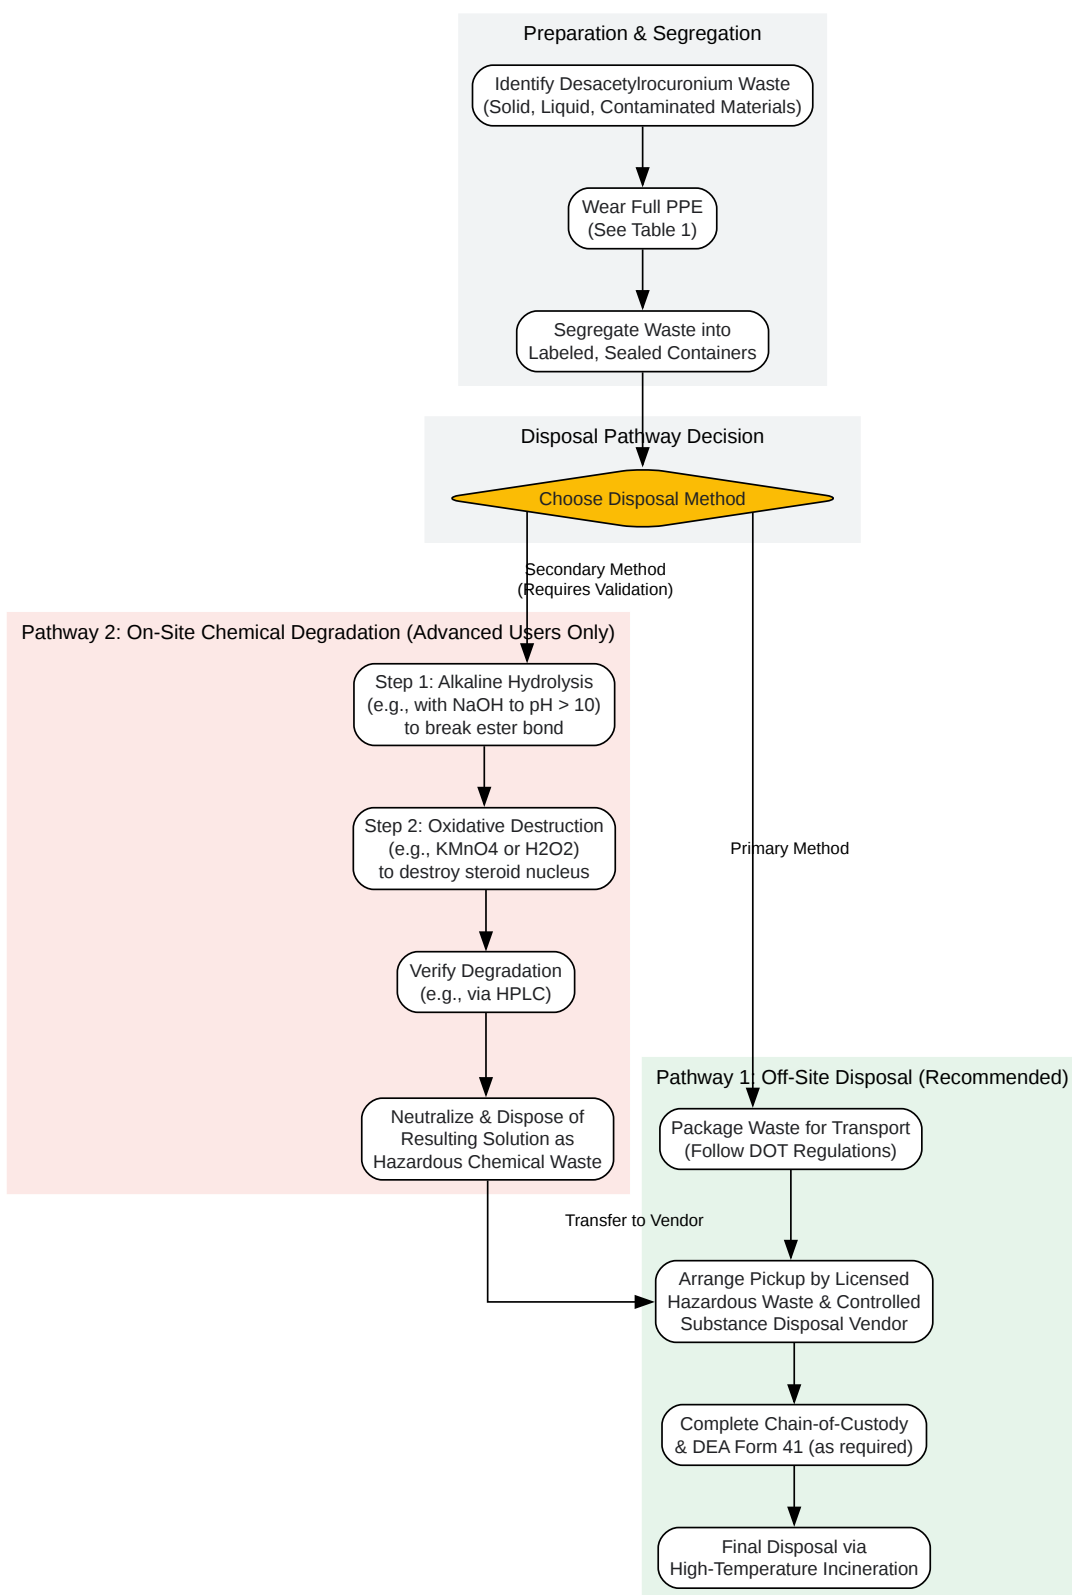 Preparation & Segregation
Identify Desacetylrocuronium Waste
(Solid, Liquid, Contaminated Materials)
Wear Full PPE
(See Table 1)
Segregate Waste into
Labeled, Sealed Containers
Disposal Pathway Decision
Choose Disposal Method
Secondary Method
(Requires Validation)
Pathway 2: On-Site Chemical Degradation (Advanced Users Only)
Step 1: Alkaline Hydrolysis
(e.g., with NaOH to pH > 10)
to break ester bond
Step 2: Oxidative Destruction
(e.g., KMnO4 or H2O2)
to destroy steroid nucleus
Verify Degradation
(e.g., via HPLC)
Neutralize & Dispose of
Resulting Solution as
Hazardous Chemical Waste
Primary Method
Transfer to Vendor
Pathway 1: Off-Site Disposal (Recommended)
Package Waste for Transport
(Follow DOT Regulations)
Arrange Pickup by Licensed
Hazardous Waste & Controlled
Substance Disposal Vendor
Complete Chain-of-Custody
& DEA Form 41 (as required)
Final Disposal via
High-Temperature Incineration